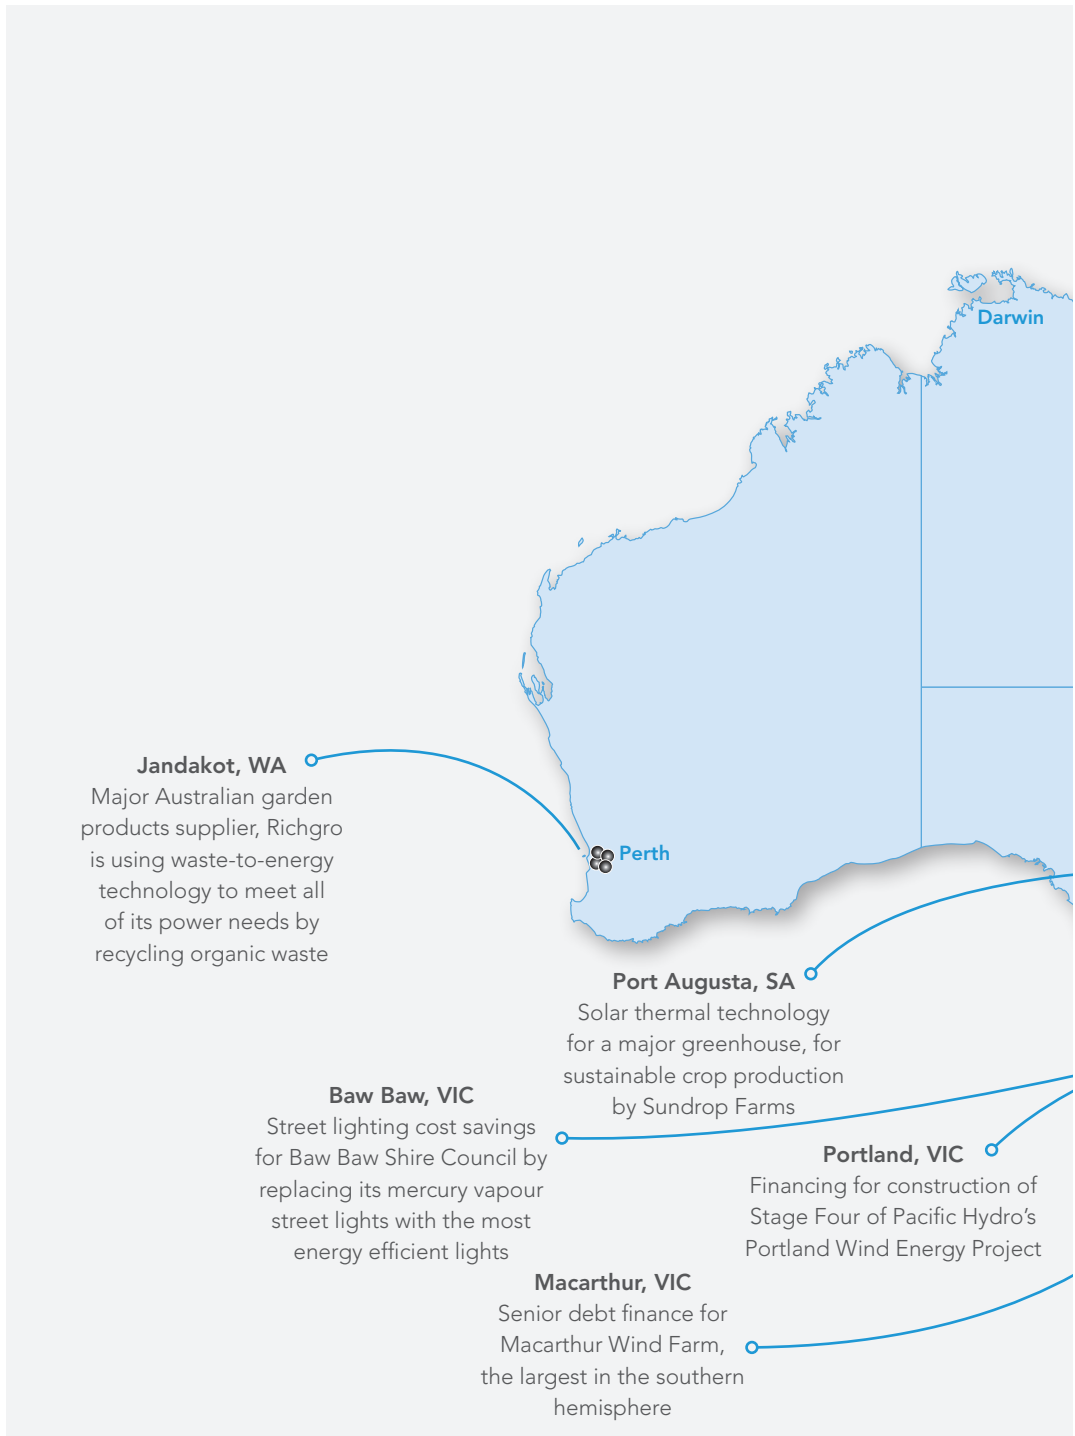 Darwin
Jandakot, WA
Major Australian garden
products supplier, Richgro
is using waste-to-energy
technology to meet all
of its power needs by
recycling organic waste
Perth
Port Augusta, SA
Solar thermal technology
for a major greenhouse, for
sustainable crop production
by Sundrop Farms
Baw Baw, VIC
Street lighting cost savings
for Baw Baw Shire Council by
replacing its mercury vapour
street lights with the most
energy efficient lights
Portland, VIC
Financing for construction of
Stage Four of Pacific Hydro’s
Portland Wind Energy Project
Macarthur, VIC
Senior debt finance for
Macarthur Wind Farm,
the largest in the southern
hemisphere